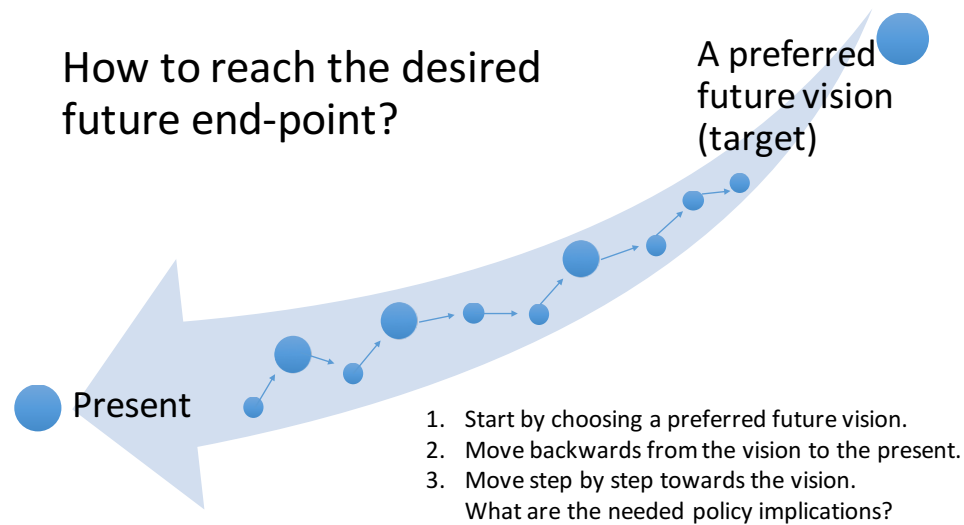 How to reach the desired
future end-point?
A preferred
future vision
(target)
Present
1. Start by choosing a preferred future vision.
2. Move backwards from the vision to the present.
3. Move step by step towards the vision.
What are the needed policy implications?